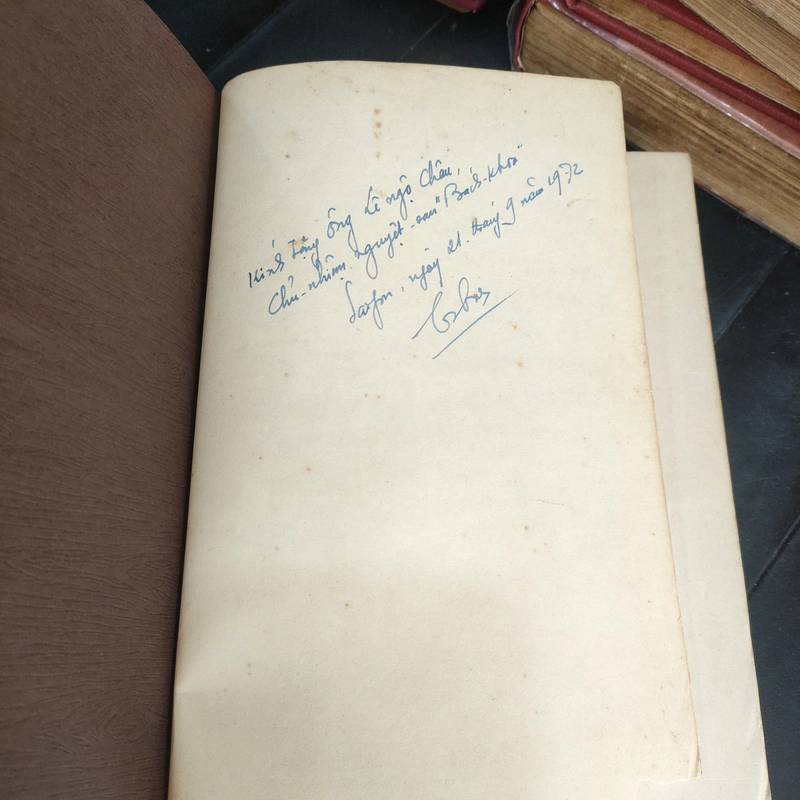 Kính tặng ông Lê ngộ Châu,
Chủ-nhiệm nguyệt-san "Bách-Khoa"
Saigon, ngày 21 tháng 9 năm 1972